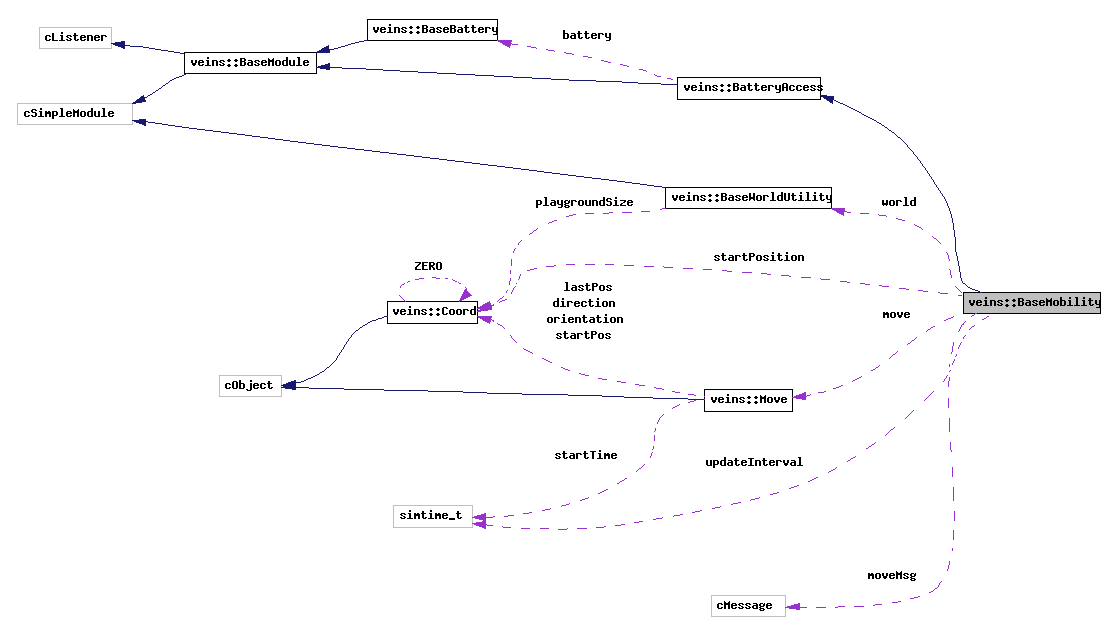 veins::BaseBattery
cListener
battery
veins::BaseModule
veins::BatteryAccess
cSimpleModule
veins::BaseWorldUtility
playgroundSize
world
startPosition
ZERO
lastPos
direction
orientation
startPos
veins::BaseMobility
veins::Coord
move
cObject
veins::Move
startTime
updateInterval
simtime_t
moveMsg
cMessage